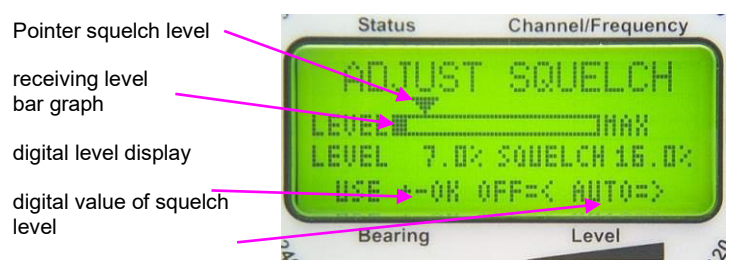 Pointer squelch level
receiving level
bar graph
digital level display
digital value of squelch
level
Status Channel/Frequency
ADJUST SQUELCH
LEVEL MAX
LEVEL 7.0% SQUELCH 16.0%
USE +-OK OFF=< AUTO=>
Bearing Level